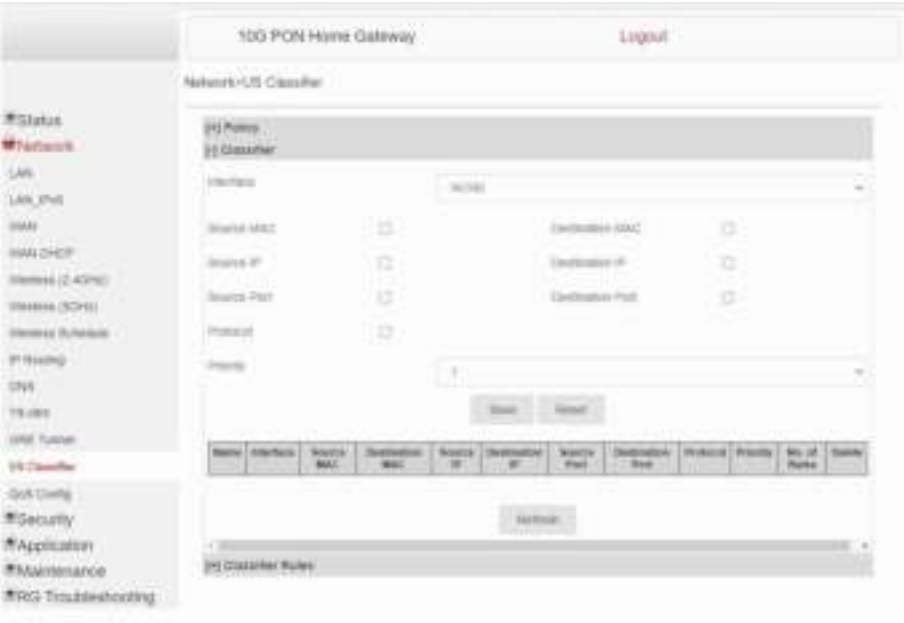 10G PON Home Gateway
Logout
Network>US Classifier
Status
Network
LAN
LAN_IPv6
WAN
WAN DHCP
Wireless (2.4GHz)
Wireless (5GHz)
Wireless Schedule
IP Routing
DNS
TR-069
GRE Tunnel
US Classifier
QoS Config
Security
Application
Maintenance
RG Troubleshooting
[+] Policy
[-] Classifier
Interface
Source MAC
Destination MAC
Source IP
Destination IP
Source Port
Destination Port
Protocol
Priority
1
Save Reset
Name Interface Source MAC Destination MAC Source IP Destination IP Source Port Destination Port Protocol Priority No. of Rules Delete
Refresh
[+] Classifier Rules